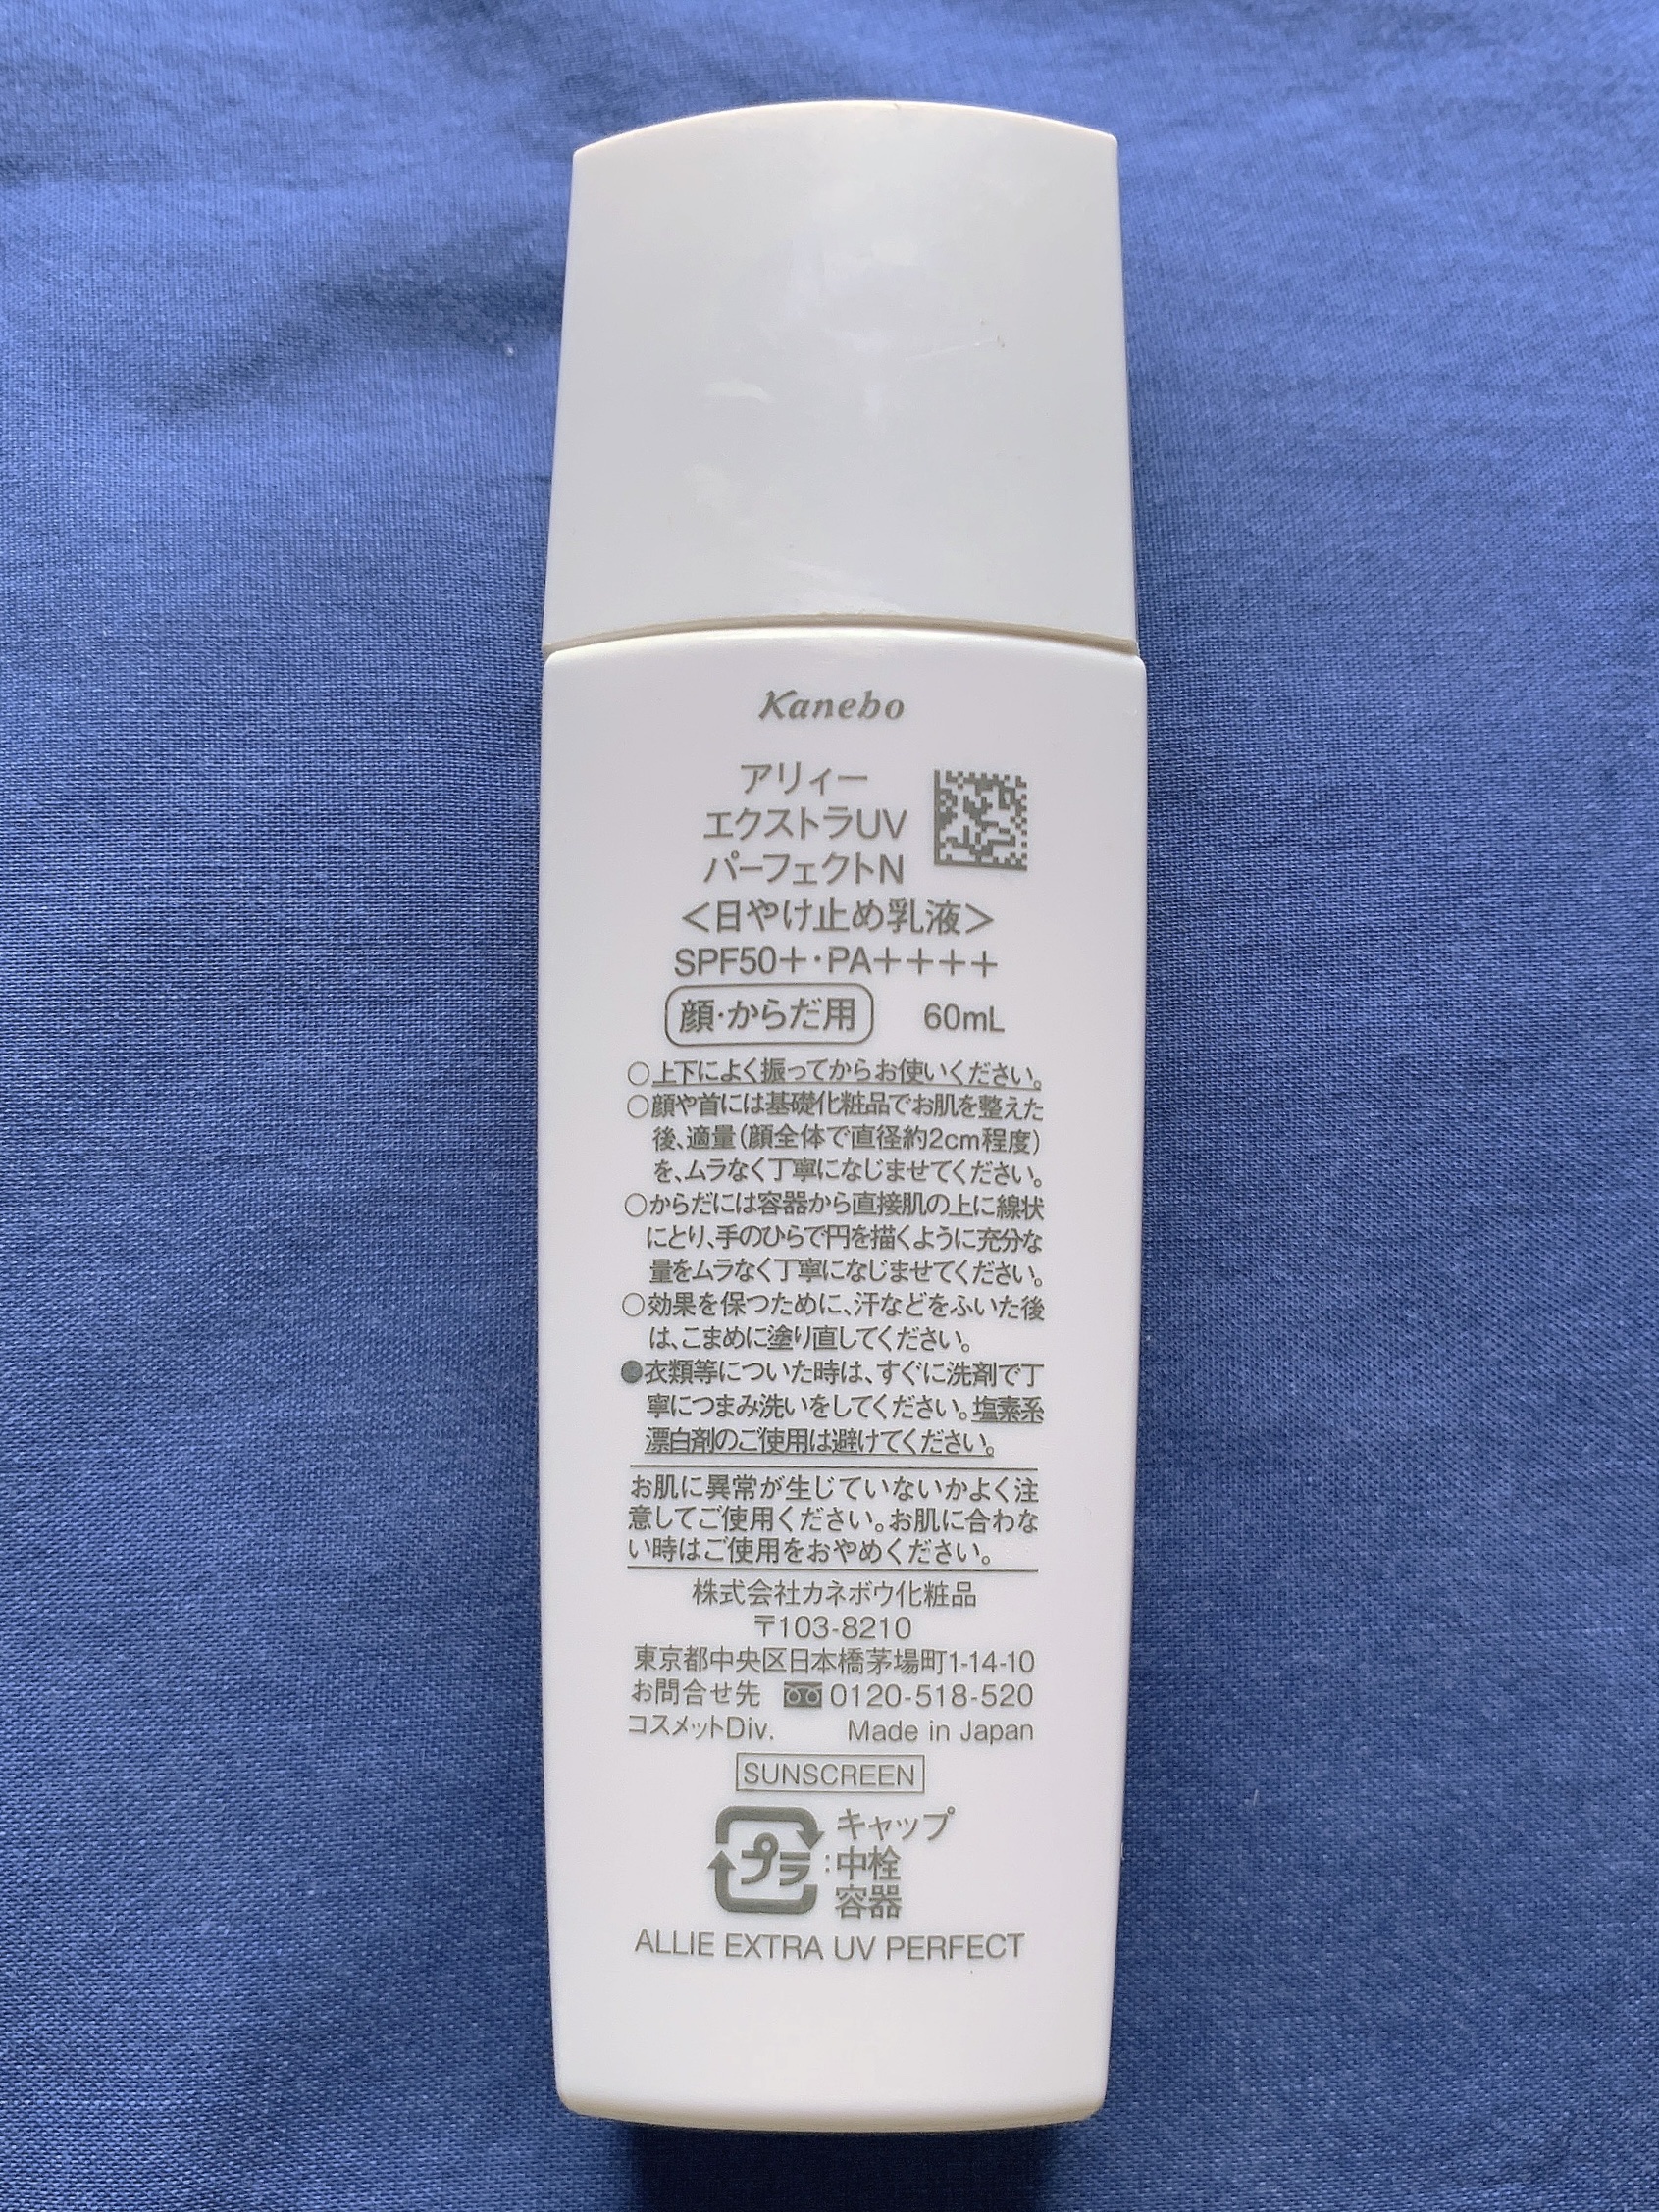 Kanebo
アリィー
エクストラUV
パーフェクトN
＜日やけ止め乳液＞
SPF50+・PA++++
顔・からだ用 60mL
○上下によく振ってからお使いください。
○顔や首には基礎化粧品でお肌を整えた
後、適量（顔全体で直径約2cm程度）
を、ムラなく丁寧になじませてください。
○からだには容器から直接肌の上に線状
にとり、手のひらで円を描くように充分な
量をムラなく丁寧になじませてください。
○効果を保つために、汗などをふいた後
は、こまめに塗り直してください。
●衣類等についた時は、すぐに洗剤で丁
寧につまみ洗いをしてください。塩素系
漂白剤のご使用は避けてください。
お肌に異常が生じていないかよく注
意してご使用ください。お肌に合わな
い時はご使用をおやめください。
株式会社カネボウ化粧品
〒103-8210
東京都中央区日本橋茅場町1-14-10
お問合せ先 0120-518-520
コスメットDiv. Made in Japan
SUNSCREEN
プラ : キャップ
中栓
容器
ALLIE EXTRA UV PERFECT